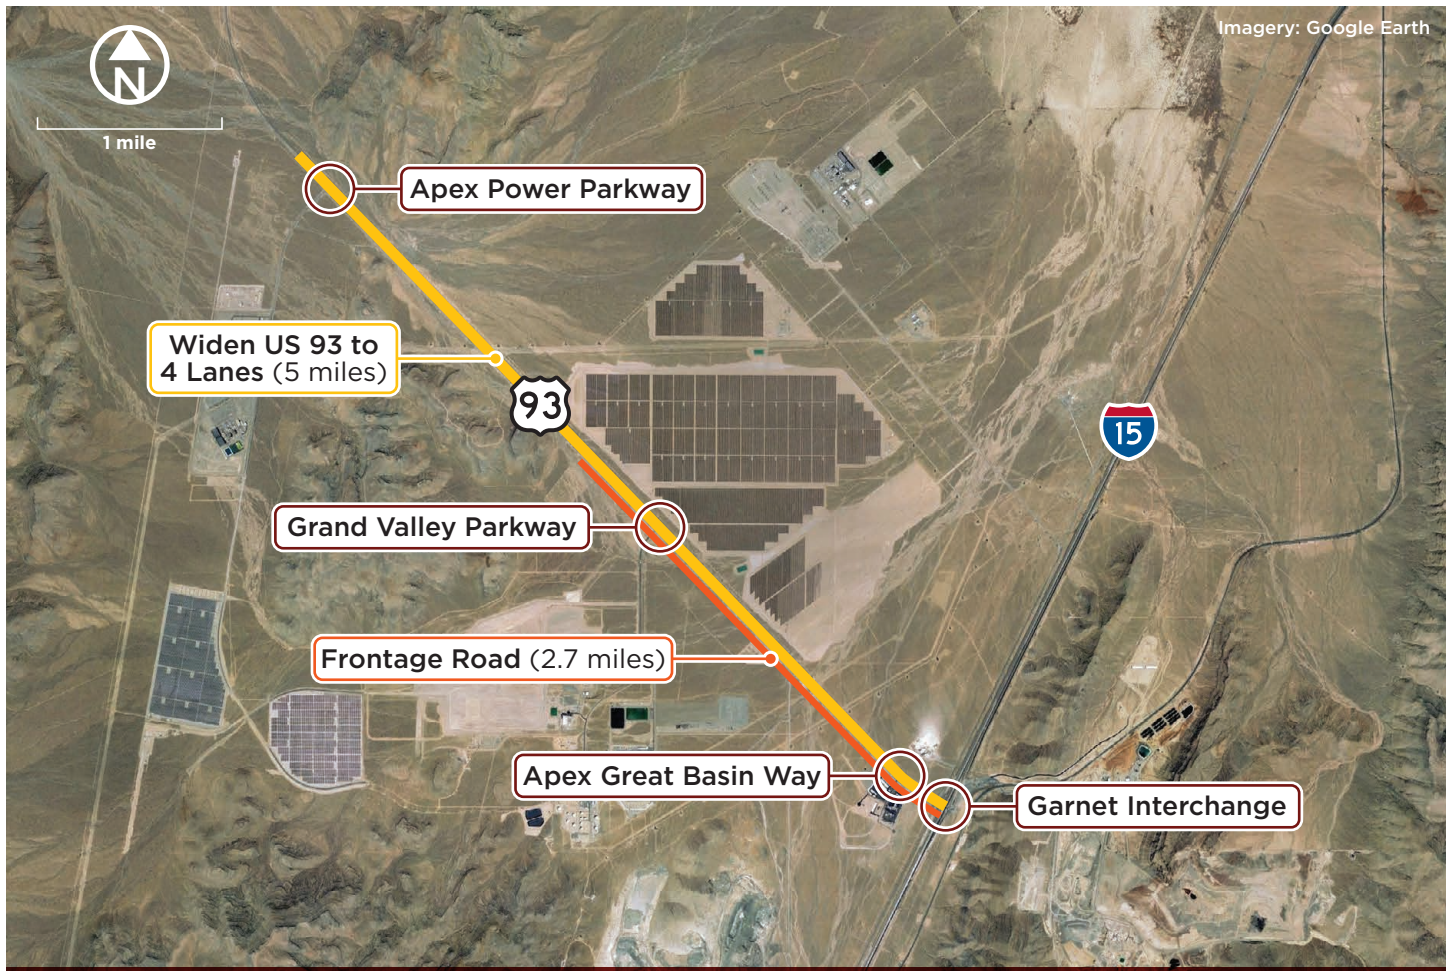 Imagery: Google Earth
N
1 mile
Apex Power Parkway
Widen US 93 to
4 Lanes (5 miles)
93
15
Grand Valley Parkway
Frontage Road (2.7 miles)
Apex Great Basin Way
Garnet Interchange